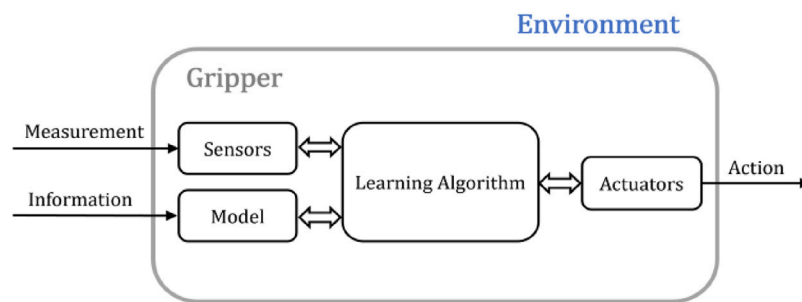 Environment
Gripper
Measurement
Sensors
Learning Algorithm
Actuators
Action
Information
Model